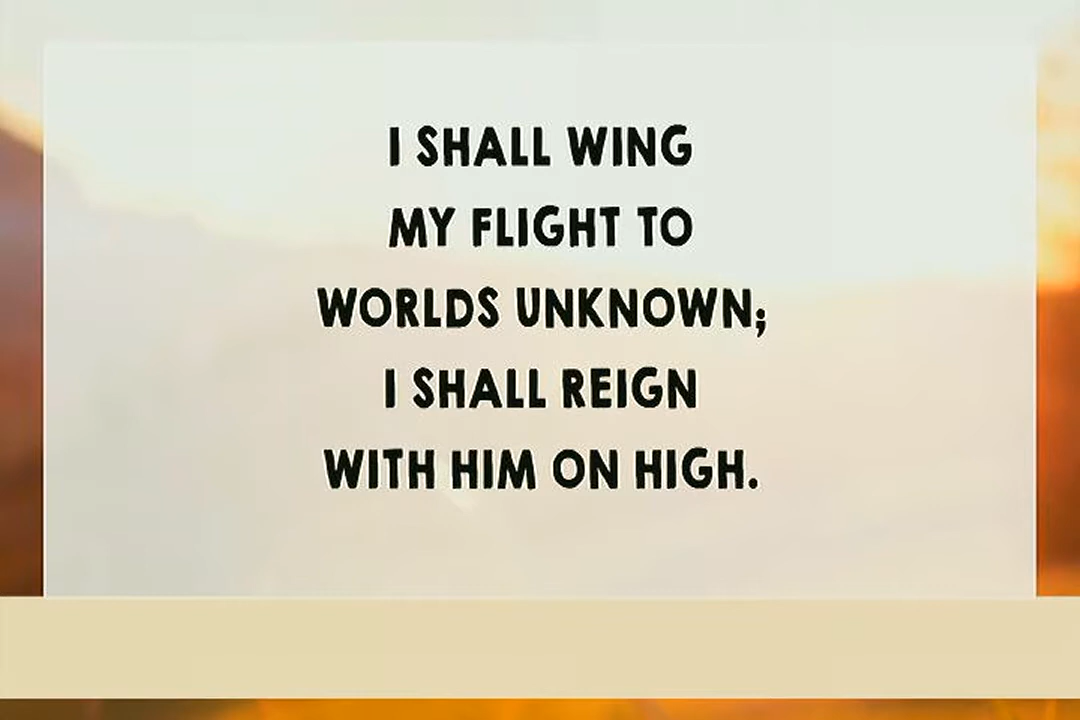 I SHALL WING
MY FLIGHT TO
WORLDS UNKNOWN;
I SHALL REIGN
WITH HIM ON HIGH.